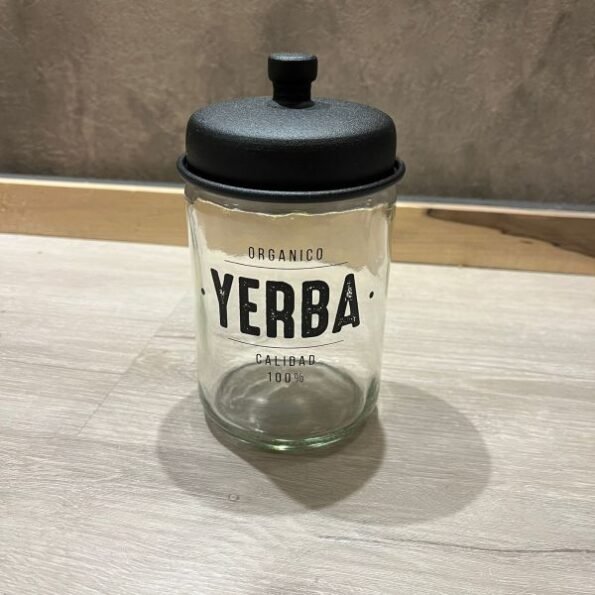 ORGANICO
· YERBA ·
CALIDAD
100%